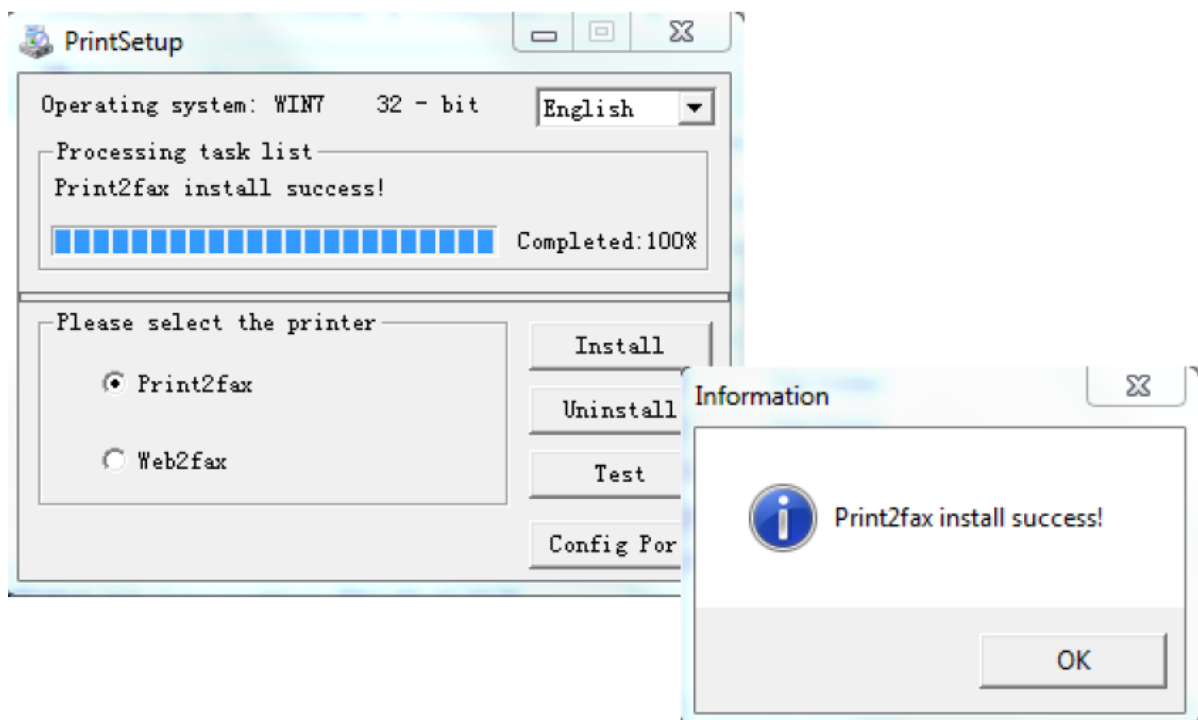 PrintSetup
Operating system: WIN7 32 - bit English
Processing task list
Print2fax install success!
Completed:100%
Please select the printer
Print2fax
Web2fax
Install
Uninstall
Test
Config Por
Information
Print2fax install success!
OK